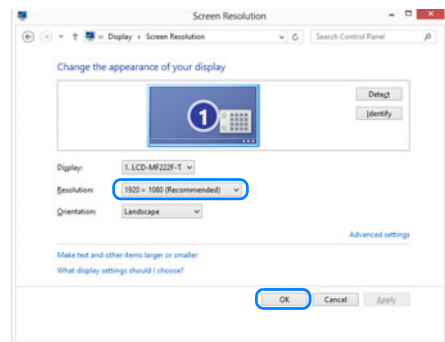 Screen Resolution
« Display › Screen Resolution
Search Control Panel
Change the appearance of your display
1
Detect
Identify
Display: 1. LCD-MF222F-T
Resolution: 1920 × 1080 (Recommended)
Orientation: Landscape
Advanced settings
Make text and other items larger or smaller
What display settings should I choose?
OK Cancel Apply